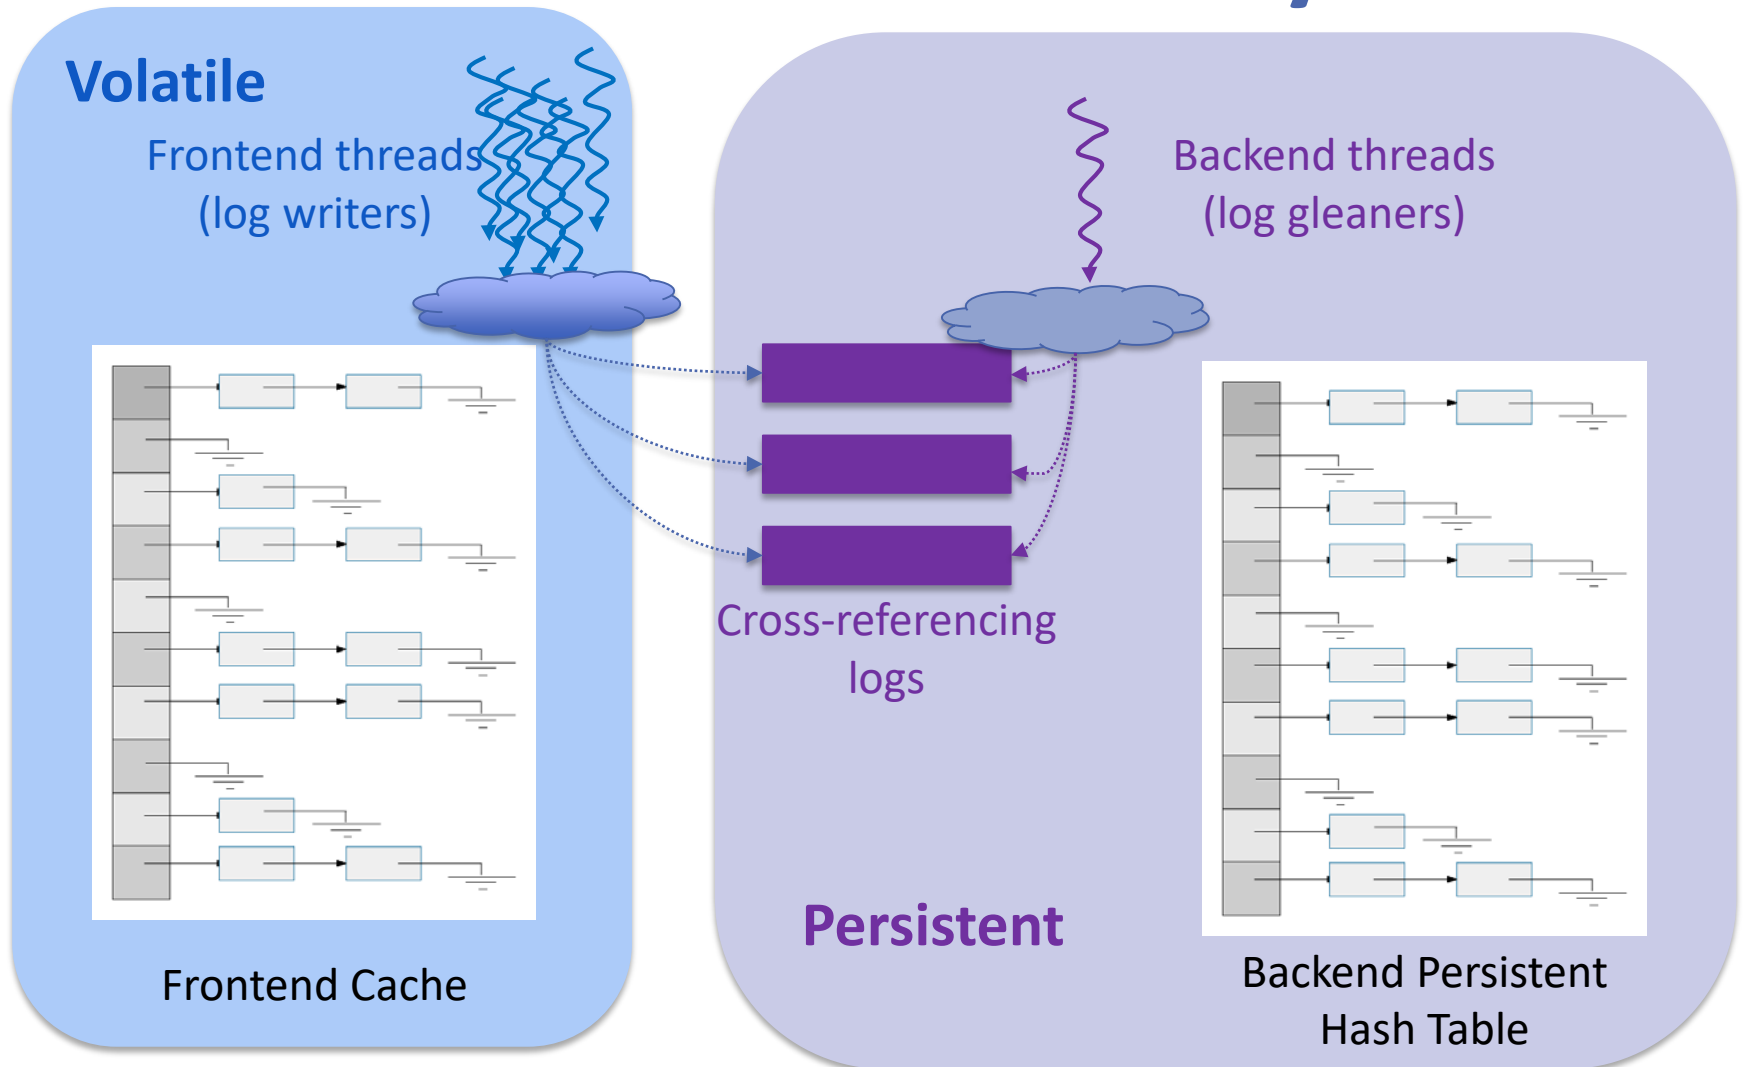 Volatile
Frontend threads
(log writers)
Backend threads
(log gleaners)
Cross-referencing
logs
Persistent
Frontend Cache
Backend Persistent
Hash Table